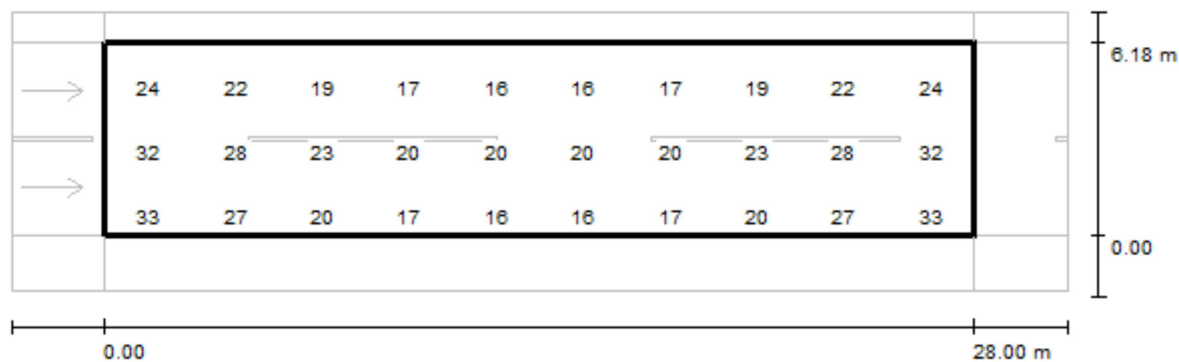 6.18 m
24 22 19 17 16 16 17 19 22 24
32 28 23 20 20 20 20 23 28 32
33 27 20 17 16 16 17 20 27 33
0.00
0.00 28.00 m